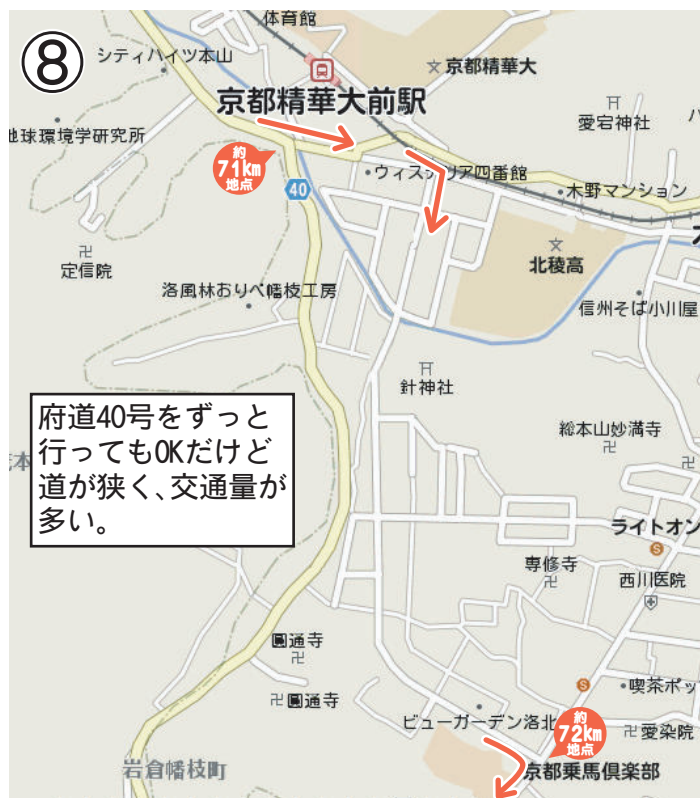 ⑧
体育館
シティハイツ本山
京都精華大
京都精華大前駅
愛宕神社
地球環境学研究所
約
71km
地点
ウィステリア四番館
40
木野マンション
定信院
北稜高
洛風林おりべ幡枝工房
信州そば小川屋
針神社
府道40号をずっと
行ってもOKだけど
道が狭く、交通量が
多い。
総本山妙満寺
ライトオン
専修寺
西川医院
圓通寺
圓通寺
喫茶ポッ
ビューガーデン洛北
約
72km
地点
愛染院
岩倉幡枝町
京都乗馬倶楽部